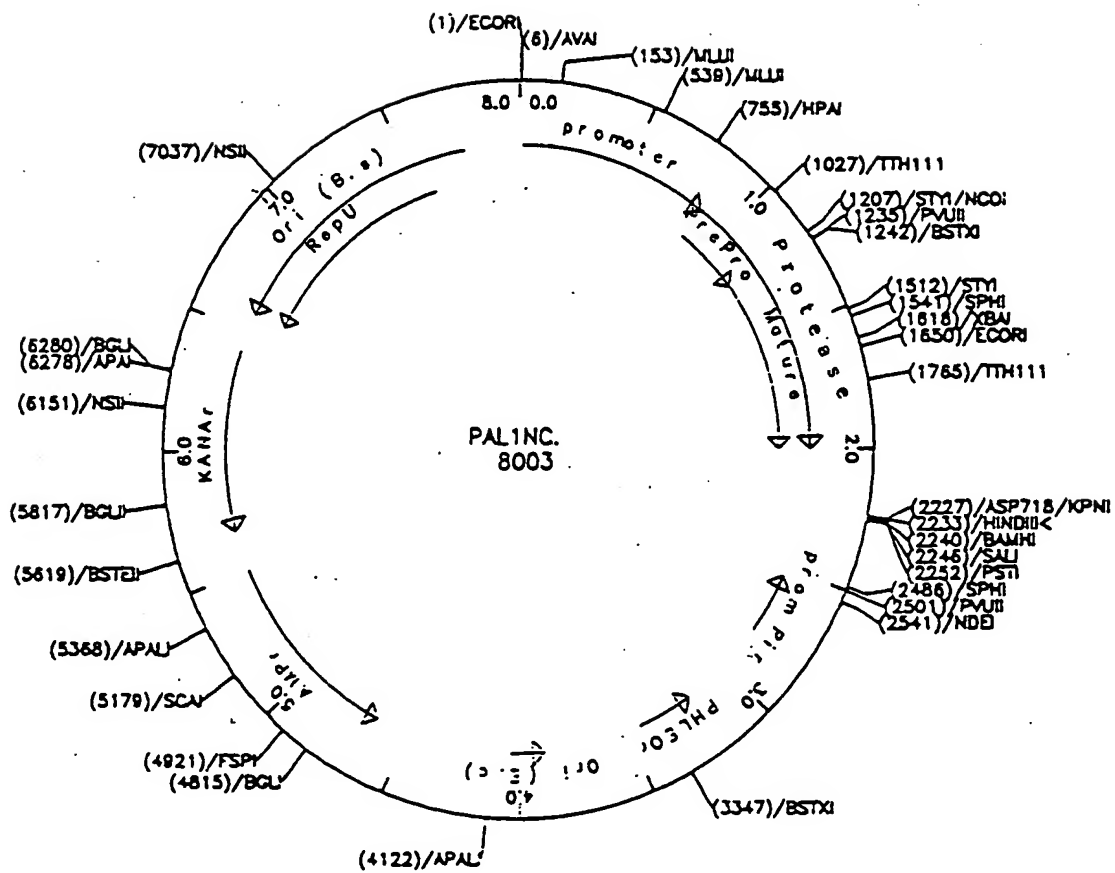 (1)/ECORI
(6)/AVAI
(153)/MLUI
(539)/MLUI
(755)/HPAI
(1027)/TTH111
(1207)/STYI/NCOI
(1235)/PVUII
(1242)/BSTXI
(1512)/STYI
(1541)/SPHI
(1618)/XBAI
(1650)/ECORI
(1765)/TTH111
(2227)/ASP718/KPNI
(2233)/HINDIII<
(2240)/BAMHI
(2246)/SALI
(2252)/PSTI
(2486)/SPHI
(2501)/PVUII
(2541)/NDEI
(3347)/BSTXI
(4122)/APALI
(4815)/BGLI
(4921)/FSPI
(5179)/SCAI
(5368)/APALI
(5619)/BSTEII
(5817)/BGLII
(6151)/NSII
(6278)/APAI
(6280)/BGLI
(7037)/NSII
8.0 0.0
1.0
2.0
3.0
4.0
5.0
6.0
7.0
promoter
Prepro Mature
Protease
prom Pir
PHLEOr
Ori (E.c)
AMPr
KANAr
RepU
Ori (B.s)
PAL1NC.
8003